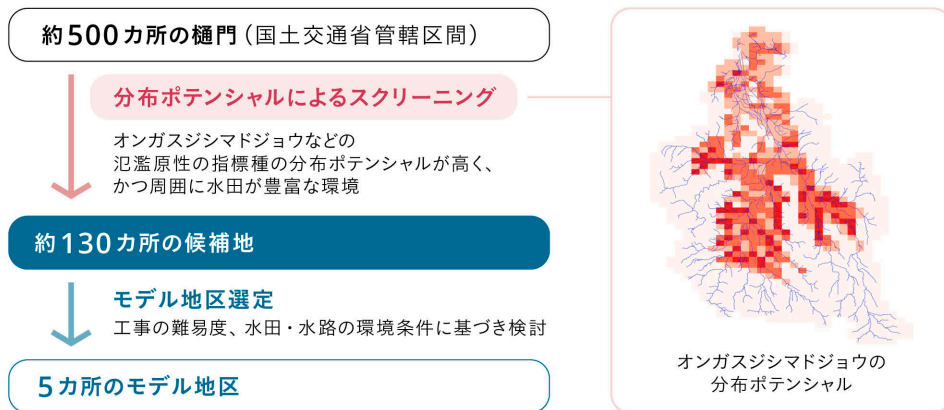 約500カ所の樋門（国土交通省管轄区間）
分布ポテンシャルによるスクリーニング
オンガスジシマドジョウなどの
氾濫原性の指標種の分布ポテンシャルが高く、
かつ周囲に水田が豊富な環境
約130カ所の候補地
モデル地区選定
工事の難易度、水田・水路の環境条件に基づき検討
5カ所のモデル地区
オンガスジシマドジョウの
分布ポテンシャル